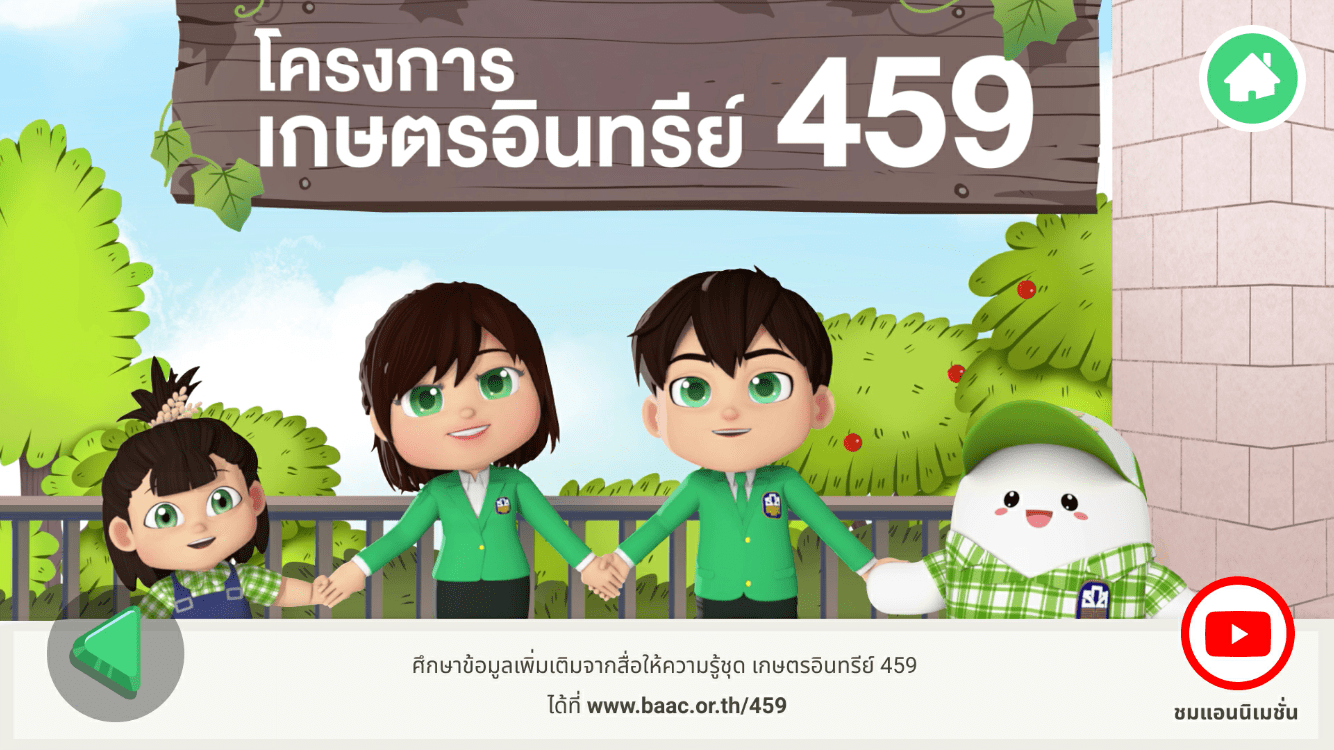 โครงการ
เกษตรอินทรีย์ 459
ศึกษาข้อมูลเพิ่มเติมจากสื่อให้ความรู้ชุด เกษตรอินทรีย์ 459
ได้ที่ www.baac.or.th/459
ชมแอนนิเมชั่น